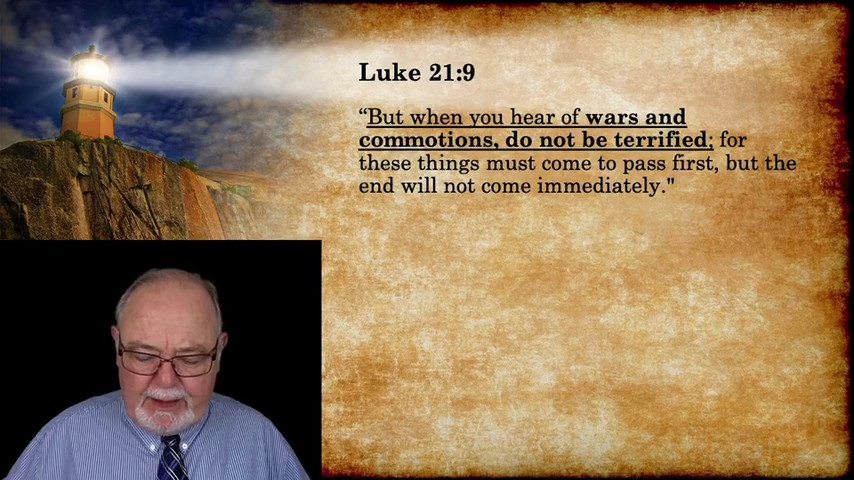 Luke 21:9
“But when you hear of wars and
commotions, do not be terrified; for
these things must come to pass first, but the
end will not come immediately."